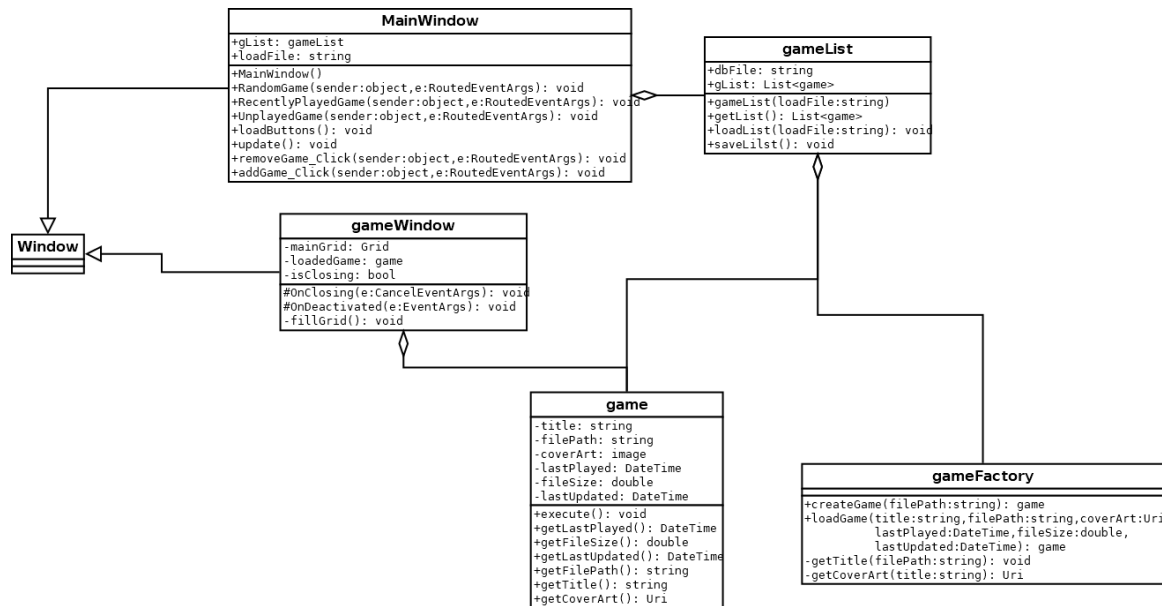 MainWindow
+gList: gameList
+loadFile: string
+MainWindow()
+RandomGame(sender:object,e:RoutedEventArgs): void
+RecentlyPlayedGame(sender:object,e:RoutedEventArgs): void
+UnplayedGame(sender:object,e:RoutedEventArgs): void
+loadButtons(): void
+update(): void
+removeGame_Click(sender:object,e:RoutedEventArgs): void
+addGame_Click(sender:object,e:RoutedEventArgs): void
gameList
+dbFile: string
+gList: List<game>
+gameList(loadFile:string)
+getList(): List<game>
+loadList(loadFile:string): void
+saveLilst(): void
Window
gameWindow
-mainGrid: Grid
-loadedGame: game
-isClosing: bool
#OnClosing(e:CancelEventArgs): void
#OnDeactivated(e:EventArgs): void
-fillGrid(): void
game
-title: string
-filePath: string
-coverArt: image
-lastPlayed: DateTime
-fileSize: double
-lastUpdated: DateTime
+execute(): void
+getLastPlayed(): DateTime
+getFileSize(): double
+getLastUpdated(): DateTime
+getFilePath(): string
+getTitle(): string
+getCoverArt(): Uri
gameFactory
+createGame(filePath:string): game
+loadGame(title:string,filePath:string,coverArt:Uri
lastPlayed:DateTime,fileSize:double,
lastUpdated:DateTime): game
-getTitle(filePath:string): void
-getCoverArt(title:string): Uri